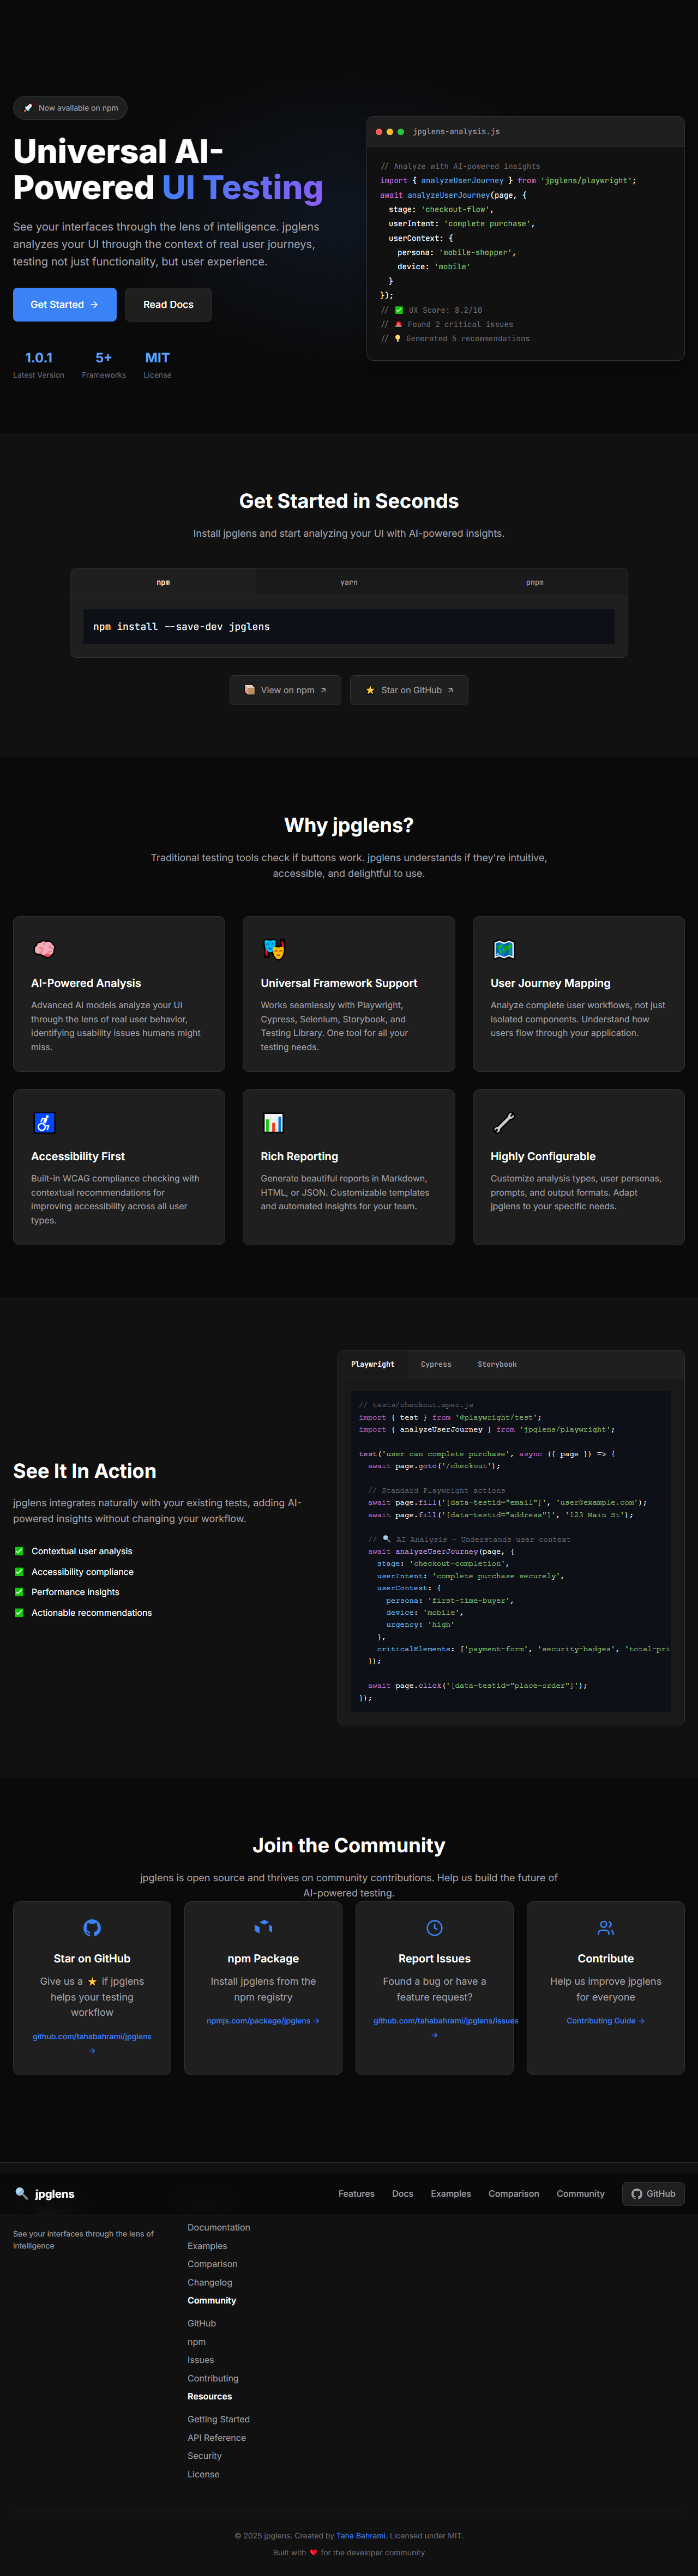 🚀 Now available on npm
Universal AI-
Powered UI Testing
See your interfaces through the lens of intelligence. jpglens
analyzes your UI through the context of real user journeys,
testing not just functionality, but user experience.
Get Started →
Read Docs
1.0.1
Latest Version
5+
Frameworks
MIT
License
jpglens-analysis.js
// Analyze with AI-powered insights
import { analyzeUserJourney } from 'jpglens/playwright';
await analyzeUserJourney(page, {
stage: 'checkout-flow',
userIntent: 'complete purchase',
userContext: {
persona: 'mobile-shopper',
device: 'mobile'
}
});
// ✅ UX Score: 8.2/10
// 🚨 Found 2 critical issues
// 💡 Generated 5 recommendations
Get Started in Seconds
Install jpglens and start analyzing your UI with AI-powered insights.
npm
yarn
pnpm
npm install --save-dev jpglens
📦 View on npm ↗
⭐ Star on GitHub ↗
Why jpglens?
Traditional testing tools check if buttons work. jpglens understands if they're intuitive,
accessible, and delightful to use.
AI-Powered Analysis
Advanced AI models analyze your UI
through the lens of real user behavior,
identifying usability issues humans might
miss.
Universal Framework Support
Works seamlessly with Playwright,
Cypress, Selenium, Storybook, and
Testing Library. One tool for all your
testing needs.
User Journey Mapping
Analyze complete user workflows, not just
isolated components. Understand how
users flow through your application.
Accessibility First
Built-in WCAG compliance checking with
contextual recommendations for
improving accessibility across all user
types.
Rich Reporting
Generate beautiful reports in Markdown,
HTML, or JSON. Customizable templates
and automated insights for your team.
Highly Configurable
Customize analysis types, user personas,
prompts, and output formats. Adapt
jpglens to your specific needs.
See It In Action
jpglens integrates naturally with your existing tests, adding AI-
powered insights without changing your workflow.
✅ Contextual user analysis
✅ Accessibility compliance
✅ Performance insights
✅ Actionable recommendations
Playwright
Cypress
Storybook
// tests/checkout.spec.js
import { test } from '@playwright/test';
import { analyzeUserJourney } from 'jpglens/playwright';
test('user can complete purchase', async ({ page }) => {
await page.goto('/checkout');
// Standard Playwright actions
await page.fill('[data-testid="email"]', 'user@example.com');
await page.fill('[data-testid="address"]', '123 Main St');
// 🔍 AI Analysis - Understands user context
await analyzeUserJourney(page, {
stage: 'checkout-completion',
userIntent: 'complete purchase securely',
userContext: {
persona: 'first-time-buyer',
device: 'mobile',
urgency: 'high'
},
criticalElements: ['payment-form', 'security-badges', 'total-pri
});
await page.click('[data-testid="place-order"]');
});
Join the Community
jpglens is open source and thrives on community contributions. Help us build the future of
AI-powered testing.
Star on GitHub
Give us a ⭐ if jpglens
helps your testing
workflow
github.com/tahabahrami/jpglens
→
npm Package
Install jpglens from the
npm registry
npmjs.com/package/jpglens →
Report Issues
Found a bug or have a
feature request?
github.com/tahabahrami/jpglens/issues
→
Contribute
Help us improve jpglens
for everyone
Contributing Guide →
🔍 jpglens
Features
Docs
Examples
Comparison
Community
GitHub
See your interfaces through the lens of
intelligence
Documentation
Examples
Comparison
Changelog
Community
GitHub
npm
Issues
Contributing
Resources
Getting Started
API Reference
Security
License
© 2025 jpglens. Created by Taha Bahrami. Licensed under MIT.
Built with ❤️ for the developer community